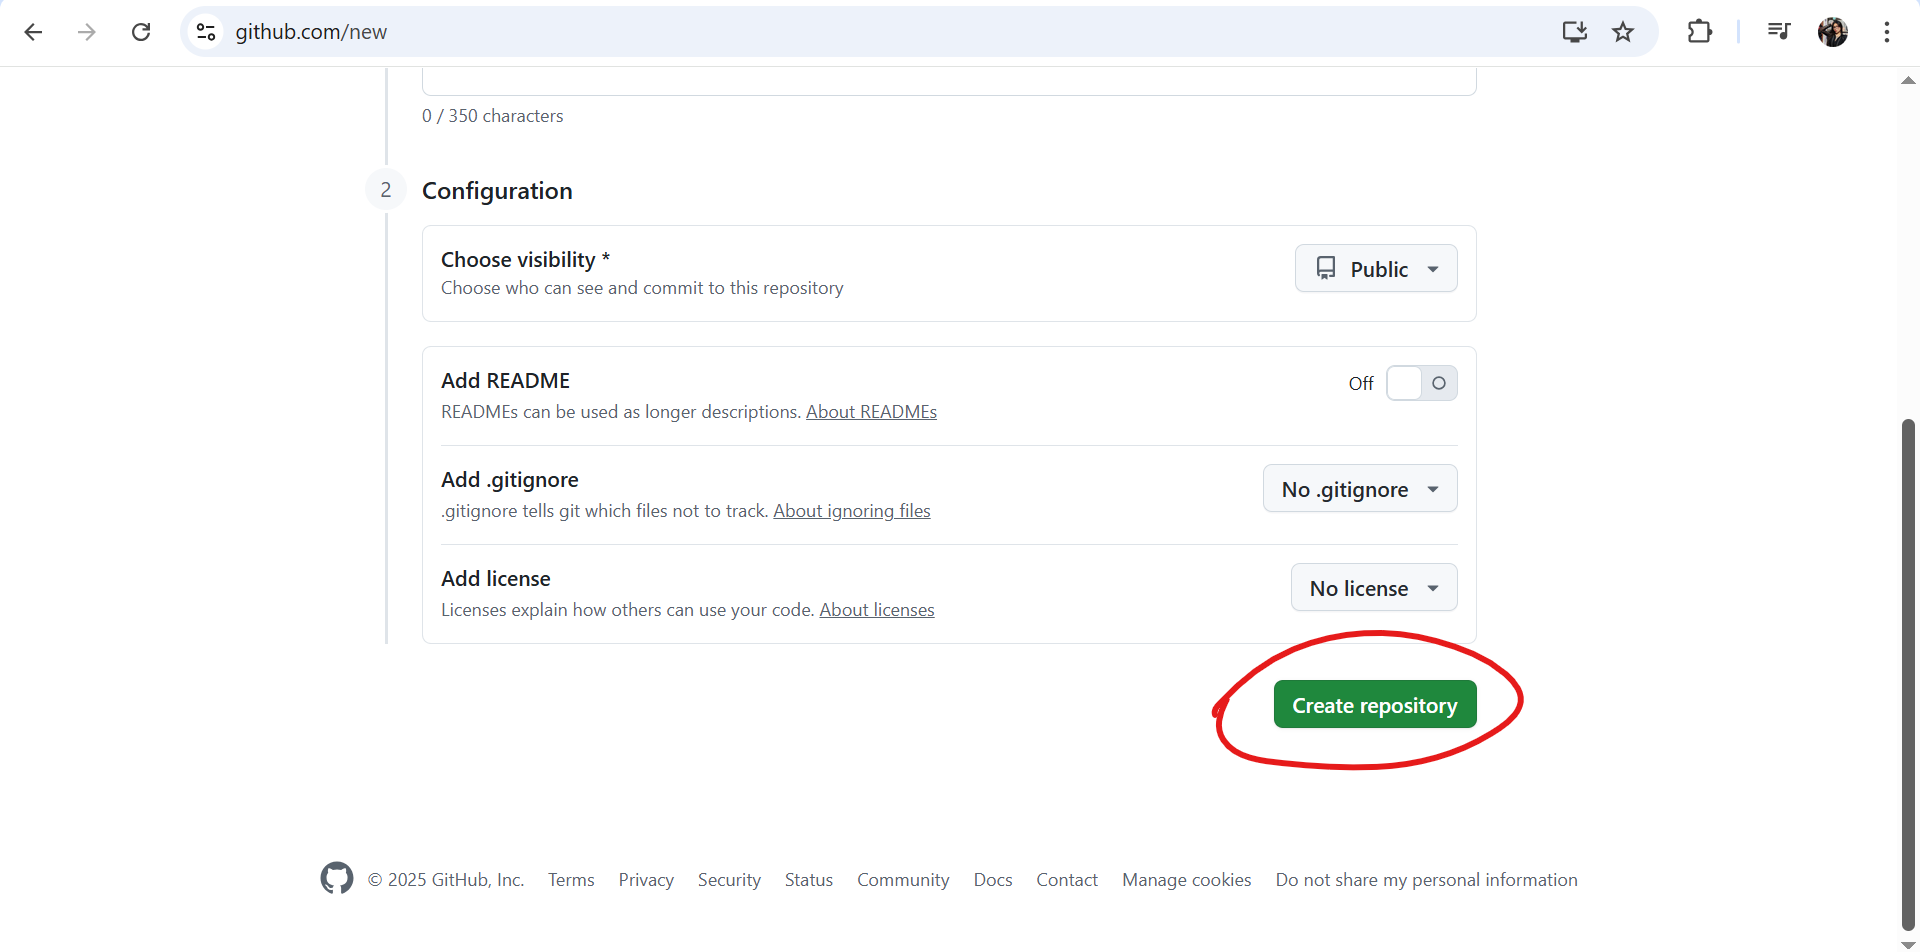 github.com/new
0 / 350 characters
2 Configuration
Choose visibility *
Choose who can see and commit to this repository
Public
Add README
READMEs can be used as longer descriptions. About READMEs
Off
Add .gitignore
.gitignore tells git which files not to track. About ignoring files
No .gitignore
Add license
Licenses explain how others can use your code. About licenses
No license
Create repository
© 2025 GitHub, Inc. Terms Privacy Security Status Community Docs Contact Manage cookies Do not share my personal information